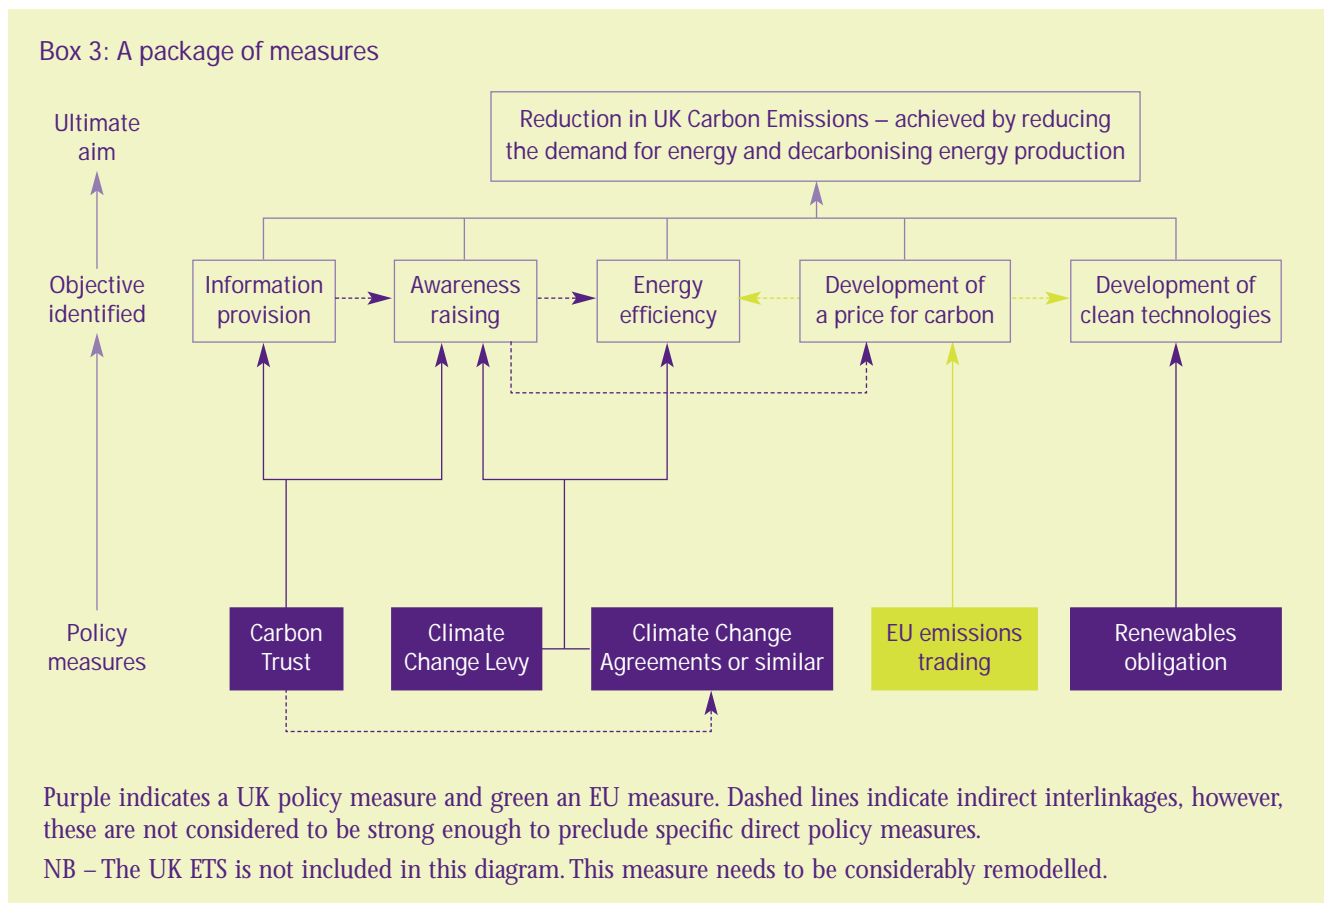 Box 3: A package of measures
Ultimate
aim
Reduction in UK Carbon Emissions – achieved by reducing
the demand for energy and decarbonising energy production
Objective
identified
Information
provision
Awareness
raising
Energy
efficiency
Development of
a price for carbon
Development of
clean technologies
Policy
measures
Carbon
Trust
Climate
Change Levy
Climate Change
Agreements or similar
EU emissions
trading
Renewables
obligation
Purple indicates a UK policy measure and green an EU measure. Dashed lines indicate indirect interlinkages, however,
these are not considered to be strong enough to preclude specific direct policy measures.
NB – The UK ETS is not included in this diagram. This measure needs to be considerably remodelled.